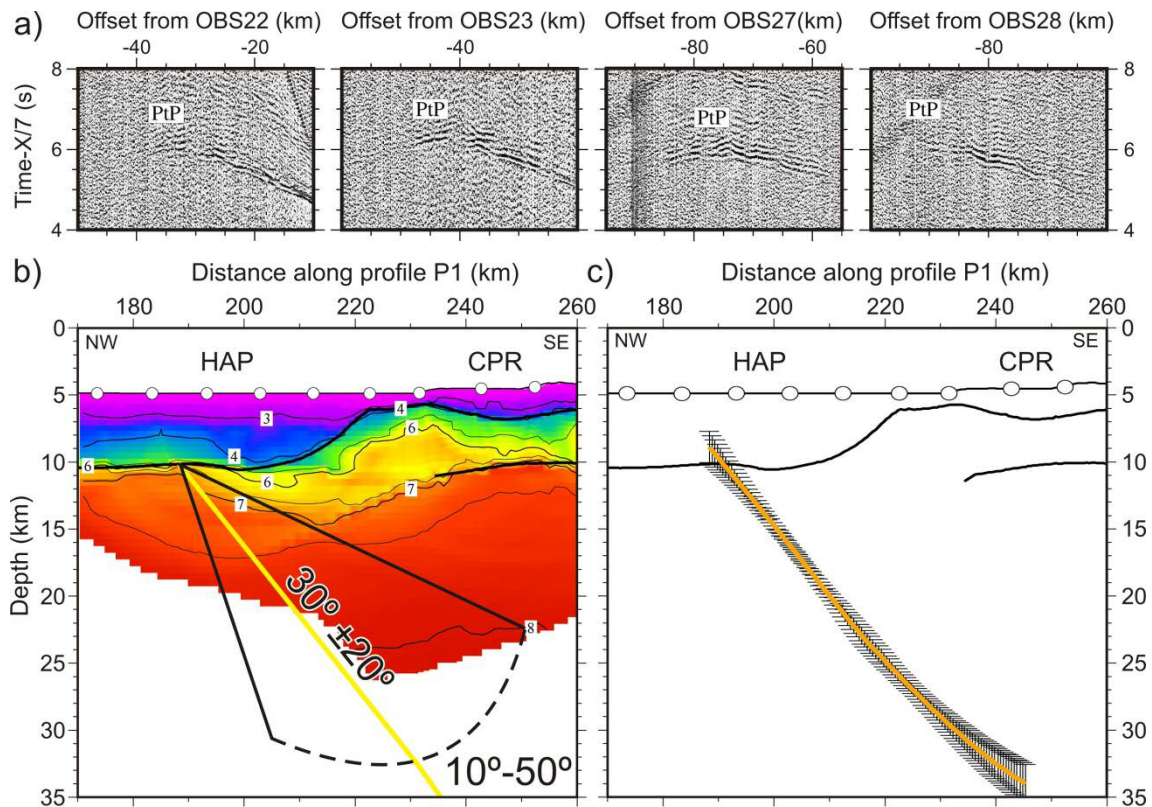 a)
Offset from OBS22 (km)
Offset from OBS23 (km)
Offset from OBS27(km)
Offset from OBS28 (km)
-40 -20
-40
-80 -60
-80
Time-X/7 (s)
8
6
4
PtP
PtP
PtP
PtP
8
6
4
b)
Distance along profile P1 (km)
180 200 220 240 260
Depth (km)
0
5
10
15
20
25
30
35
NW
SE
HAP
CPR
3
4
4
6
6
6
7
7
8
30º ±20º
10º-50º
c)
Distance along profile P1 (km)
180 200 220 240 260
NW
SE
HAP
CPR
0
5
10
15
20
25
30
35